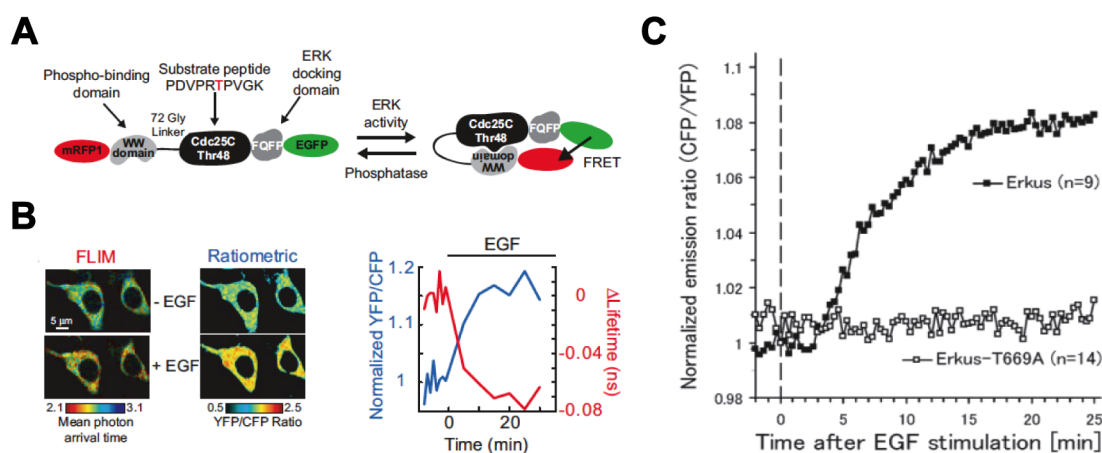 A
Phospho-binding
domain
Substrate peptide
PDVPRTPVGK
ERK
docking
domain
72 Gly
Linker
mRFP1
WW
domain
Cdc25C
Thr48
FQFP
EGFP
ERK
activity
Phosphatase
Cdc25C
Thr48
FQFP
WW
domain
FRET
B
FLIM
Ratiometric
- EGF
5 µm
+ EGF
2.1
3.1
Mean photon
arrival time
0.5
2.5
YFP/CFP Ratio
EGF
Normalized YFP/CFP
1.2
1.1
1
0
-0.04
-0.08
ΔLifetime (ns)
0
20
Time (min)
C
Normalized emission ratio (CFP/YFP)
1.1
1.08
1.06
1.04
1.02
1
0.98
Erkus (n=9)
Erkus-T669A (n=14)
0
5
10
15
20
25
Time after EGF stimulation [min]